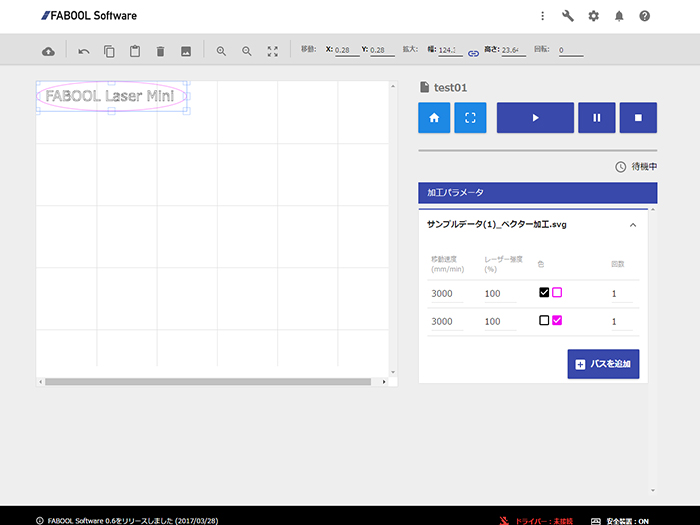 FABOOL Software
移動: X: 0.28 Y: 0.28 拡大: 幅: 124. 高さ: 23.64 回転: 0
FABOOL Laser Mini
test01
待機中
加工パラメータ
サンプルデータ(1)_ベクター加工.svg
移動速度 レーザー強度 色 回数
(mm/min) (%)
3000 100 1
3000 100 1
パスを追加
FABOOL Software 0.6をリリースしました (2017/03/28) ドライバー：未接続 安全装置：ON